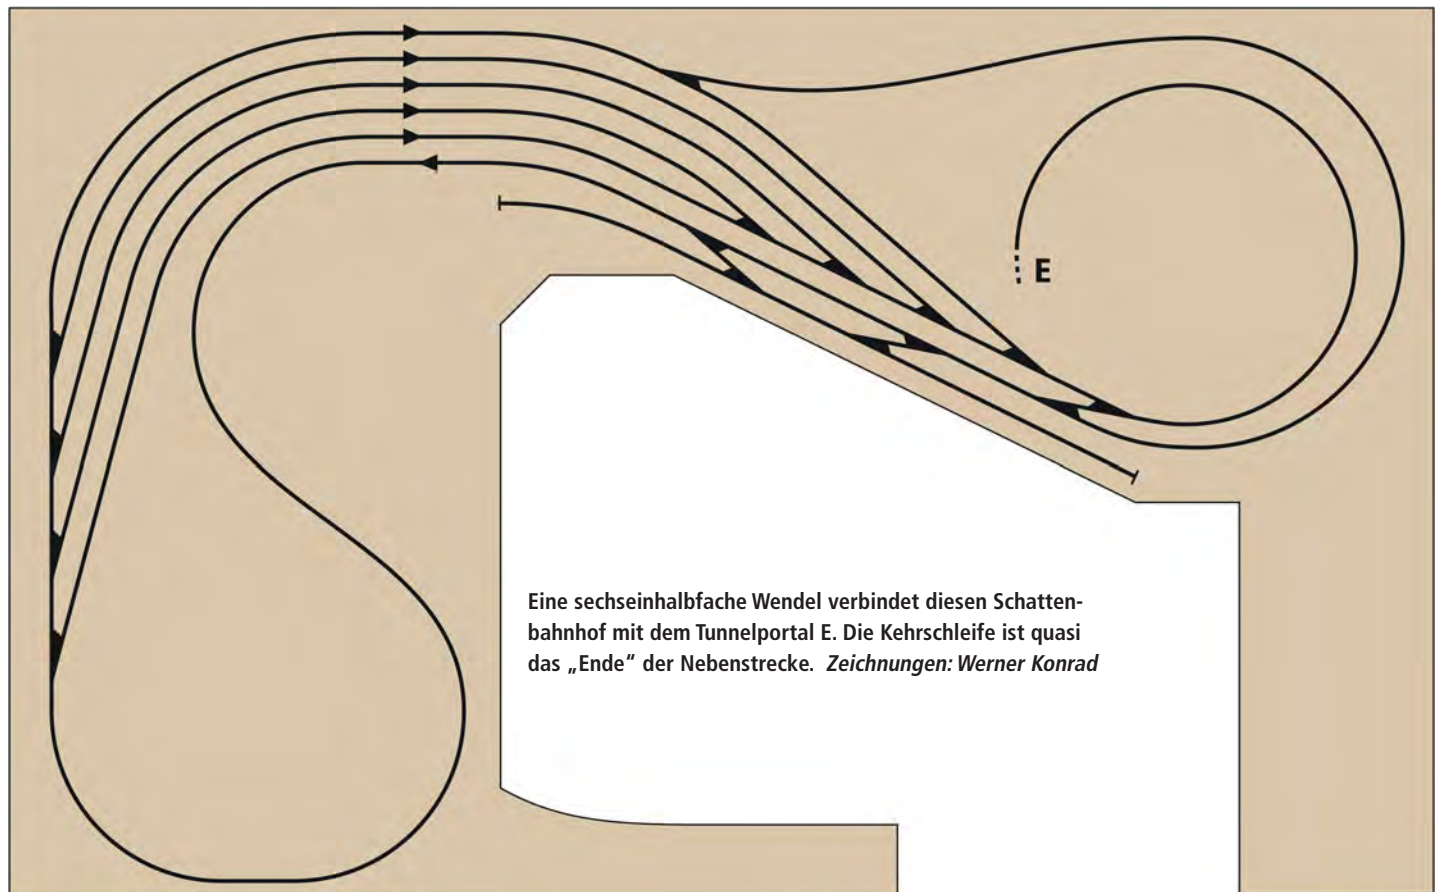 E
Eine sechseinhalbfache Wendel verbindet diesen Schatten-
bahnhof mit dem Tunnelportal E. Die Kehrschleife ist quasi
das „Ende“ der Nebenstrecke. Zeichnungen: Werner Konrad